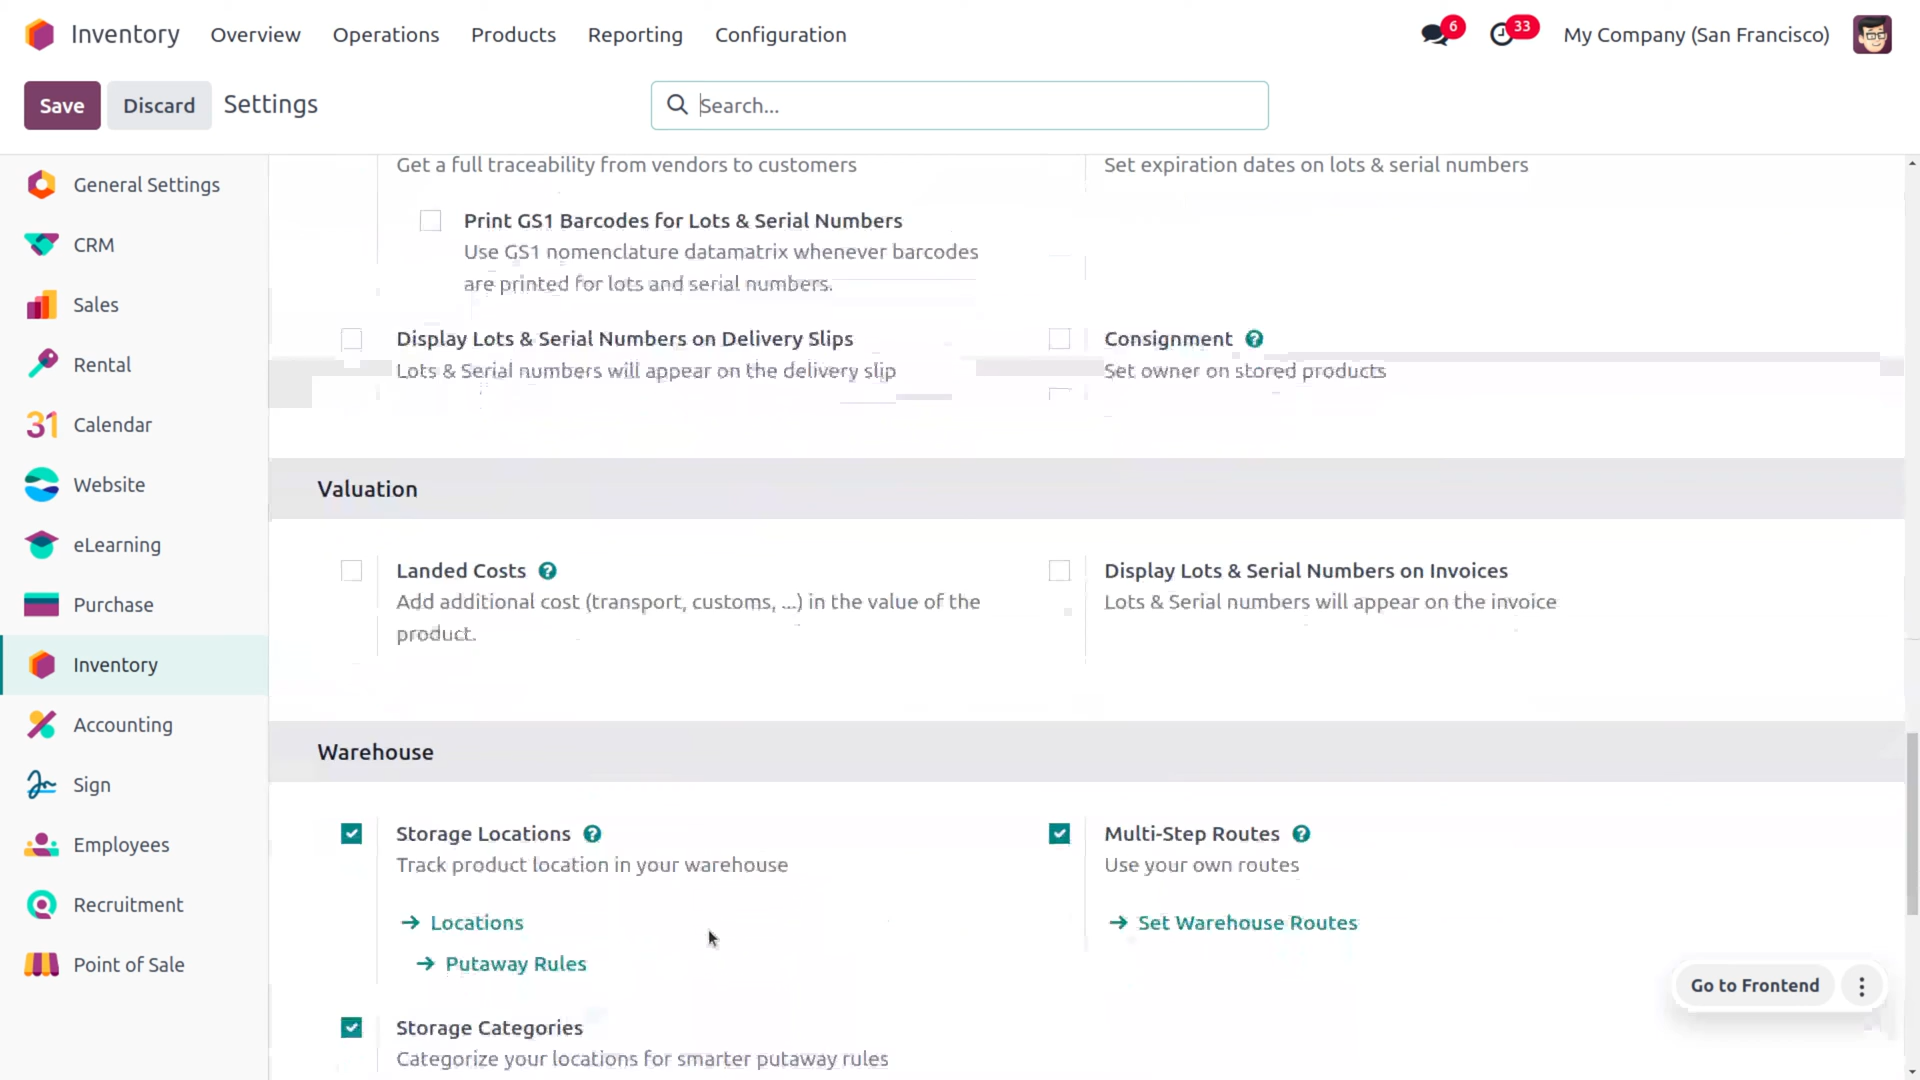 Inventory
Overview
Operations
Products
Reporting
Configuration
6
33
My Company (San Francisco)
Save
Discard
Settings
Search...
General Settings
CRM
Sales
Rental
31
Calendar
Website
eLearning
Purchase
Inventory
Accounting
Sign
Employees
Recruitment
Point of Sale
Get a full traceability from vendors to customers
Set expiration dates on lots & serial numbers
Print GS1 Barcodes for Lots & Serial Numbers
Use GS1 nomenclature datamatrix whenever barcodes
are printed for lots and serial numbers.
Display Lots & Serial Numbers on Delivery Slips
Lots & Serial numbers will appear on the delivery slip
Consignment ?
Set owner on stored products
Valuation
Landed Costs ?
Add additional cost (transport, customs, ...) in the value of the
product.
Display Lots & Serial Numbers on Invoices
Lots & Serial numbers will appear on the invoice
Warehouse
Storage Locations ?
Track product location in your warehouse
→ Locations
→ Putaway Rules
Multi-Step Routes ?
Use your own routes
→ Set Warehouse Routes
Storage Categories
Categorize your locations for smarter putaway rules
Go to Frontend